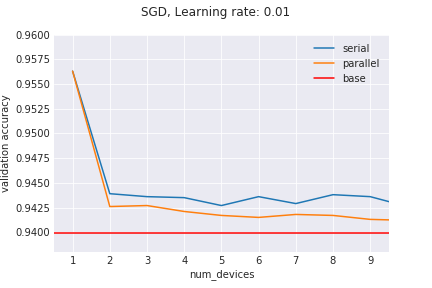 SGD, Learning rate: 0.01
0.9600
0.9575
0.9550
0.9525
0.9500
0.9475
0.9450
0.9425
0.9400
validation accuracy
serial
parallel
base
1 2 3 4 5 6 7 8 9
num_devices